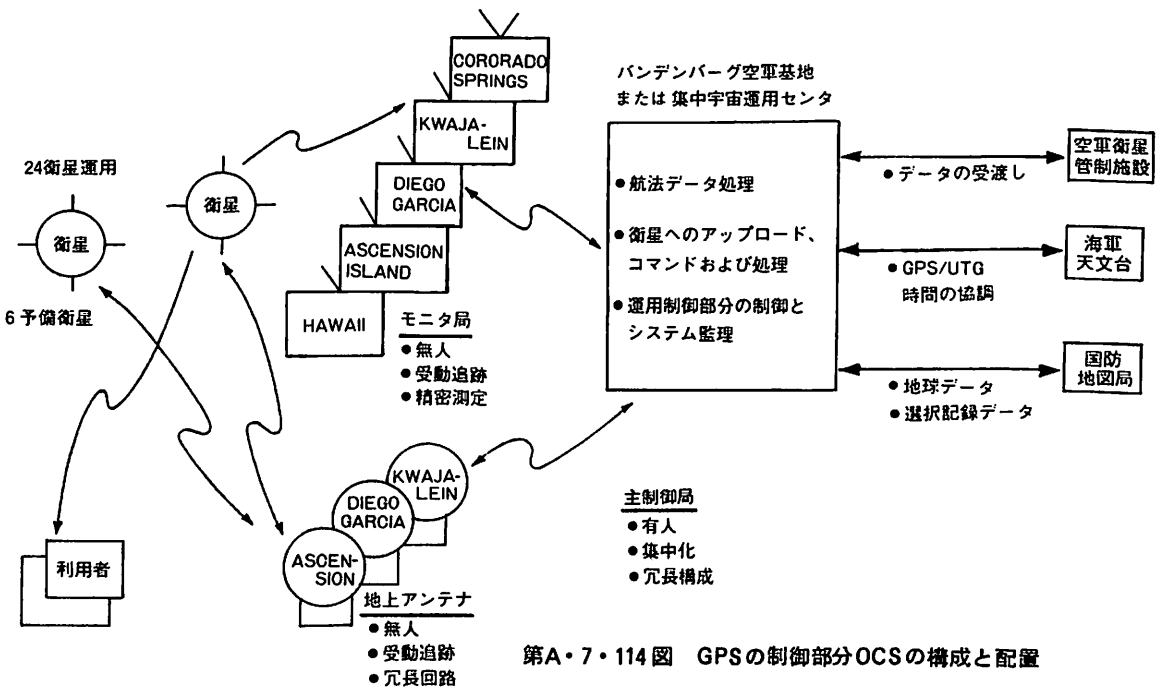 24衛星運用
衛星
6予備衛星
衛星
利用者
CORORADO
SPRINGS
KWAJA-
LEIN
DIEGO
GARCIA
ASCENSION
ISLAND
HAWAII
モニタ局
●無人
●受動追跡
●精密測定
KWAJA-
LEIN
DIEGO
GARCIA
ASCEN-
SION
地上アンテナ
●無人
●受動追跡
●冗長回路
バンデンバーグ空軍基地
または集中宇宙運用センタ
●航法データ処理
●衛星へのアップロード、
コマンドおよび処理
●運用制御部分の制御と
システム監理
主制御局
●有人
●集中化
●冗長構成
空軍衛星
管制施設
●データの受渡し
海軍
天文台
●GPS/UTG
時間の協調
国防
地図局
●地球データ
●選択記録データ
第A・7・114図 GPSの制御部分OCSの構成と配置